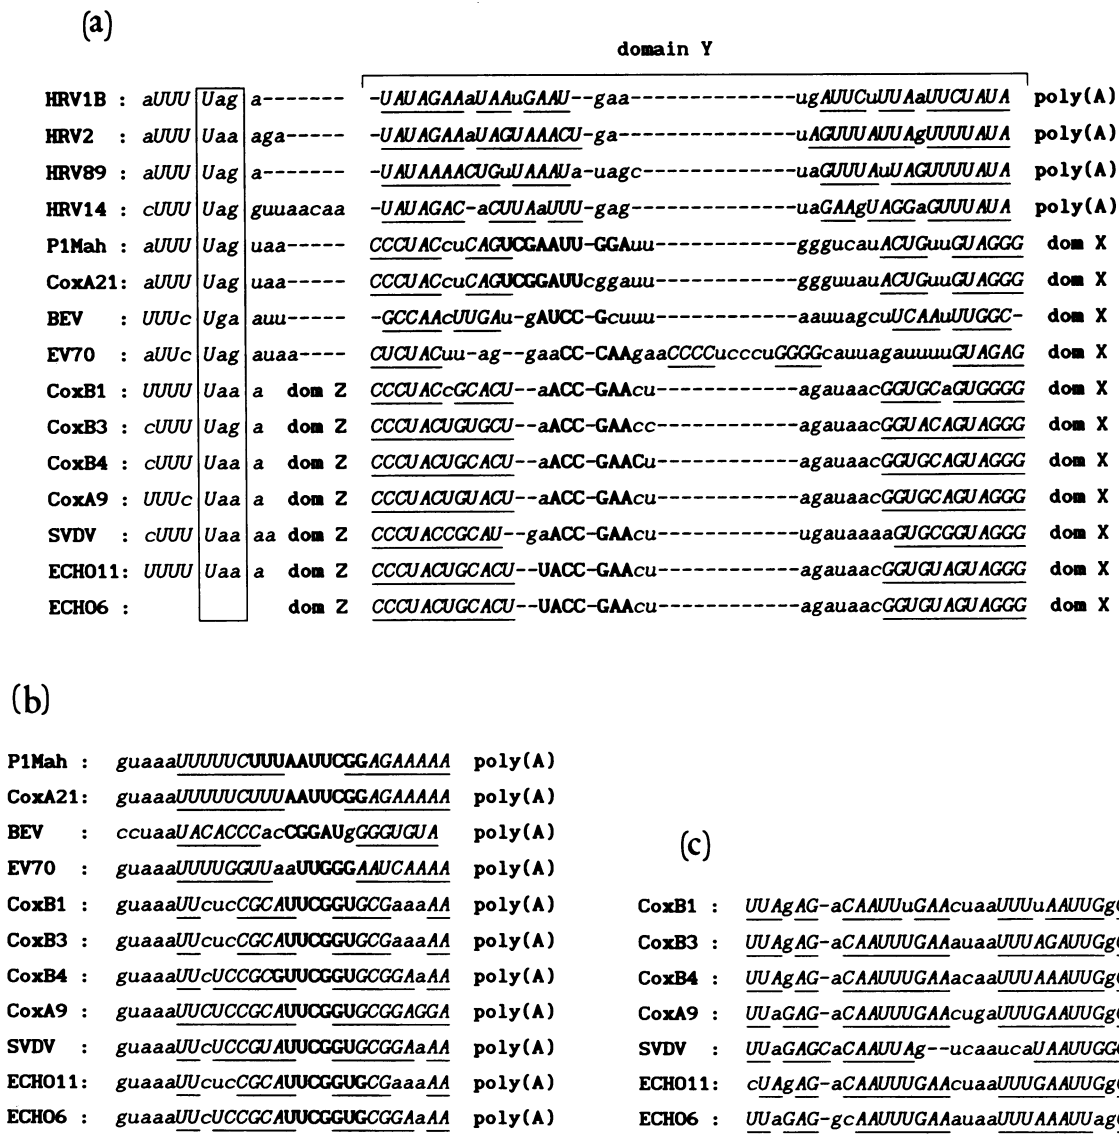 (a)
domain Y
HRV1B : aUUU Uag a------- -UAUAGAAaUAAuGAAU--gaa--------------ugAUUCuUUAaUUCUAUA poly(A)
HRV2 : aUUU Uaa aga----- -UAUAGAAaUAGUAAACU-ga---------------uAGUUUAUUAgUUUUAUA poly(A)
HRV89 : aUUU Uag a------- -UAUAAAACUGuUAAAUa-uagc-------------uaGUUUAuUAGUUUUAUA poly(A)
HRV14 : cUUU Uag guuaacaa -UAUAGAC-aCUUAaUUU-gag--------------uaGAAgUAGGaGUUUAUA poly(A)
P1Mah : aUUU Uag uaa----- CCCUACcuCAGUCGAAUU-GGAuu------------gggucauACUGuuGUAGGG dom X
CoxA21: aUUU Uag uaa----- CCCUACcuCAGUCGGAUUcggauu------------ggguuauACUGuuGUAGGG dom X
BEV : UUUc Uga auu----- -GCCAAcUUGAu-gAUCC-Gcuuu------------aauuagcuUCAAuUUGGC- dom X
EV70 : aUUc Uag auaa---- CUCUACuu-ag--gaaCC-CAAgaaCCCCucccuGGGGcauuagauuuuGUAGAG dom X
CoxB1 : UUUU Uaa a dom Z CCCUACcGCACU--aACC-GAAcu------------agauaacGGUGCaGUGGGG dom X
CoxB3 : cUUU Uag a dom Z CCCUACUGUGCU--aACC-GAAcc------------agauaacGGUACAGUAGGG dom X
CoxB4 : cUUU Uaa a dom Z CCCUACUGCACU--aACC-GAACu------------agauaacGGUGCAGUAGGG dom X
CoxA9 : UUUc Uaa a dom Z CCCUACUGUACU--aACC-GAAcu------------agauaacGGUGCAGUAGGG dom X
SVDV : cUUU Uaa aa dom Z CCCUACCGCAU--gaACC-GAAcu------------ugauaaaaGUGCGGUAGGG dom X
ECHO11: UUUU Uaa a dom Z CCCUACUGCACU--UACC-GAAcu------------agauaacGGUGUAGUAGGG dom X
ECHO6 : dom Z CCCUACUGCACU--UACC-GAAcu------------agauaacGGUGUAGUAGGG dom X
(b)
P1Mah : guaaaUUUUUCUUUAAUUCGGAGAAAAA poly(A)
CoxA21: guaaaUUUUUCUUUAAUUCGGAGAAAAA poly(A)
BEV : ccuaaUACACCCacCGGAUgGGGUGUA poly(A)
EV70 : guaaaUUUUGGUUaaUUGGGAAUCAAAA poly(A)
CoxB1 : guaaaUUcucCGCAUUCGGUGCGaaaAA poly(A)
CoxB3 : guaaaUUcucCGCAUUCGGUGCGaaaAA poly(A)
CoxB4 : guaaaUUcUCCGCGUUCGGUGCGGAaAA poly(A)
CoxA9 : guaaaUUCUCCGCAUUCGGUGCGGAGGA poly(A)
SVDV : guaaaUUcUCCGUAUUCGGUGCGGAaAA poly(A)
ECHO11: guaaaUUcucCGCAUUCGGUGCGaaaAA poly(A)
ECHO6 : guaaaUUcUCCGCAUUCGGUGCGGAaAA poly(A)
(c)
CoxB1 : UUAgAG-aCAAUUuGAAcuaaUUUuAAUUGg
CoxB3 : UUAgAG-aCAAUUUGAAauaaUUUAGAUUGg
CoxB4 : UUAgAG-aCAAUUUGAAacaaUUUAAAUUGg
CoxA9 : UUaGAG-aCAAUUUGAAcugaUUUGAAUUGg
SVDV : UUaGAGCaCAAUUAg--ucaaucaUAAUUGG
ECHO11: cUAgAG-aCAAUUUGAAcuaaUUUGAAUUGg
ECHO6 : UUaGAG-gcAAUUUGAAauaaUUUAAAUUag